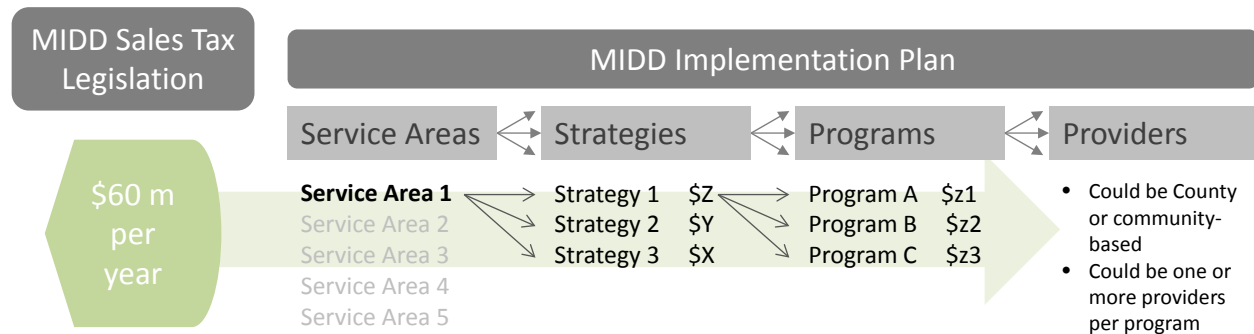 MIDD Sales Tax
Legislation
MIDD Implementation Plan
Service Areas
Strategies
Programs
Providers
$60 m
per
year
Service Area 1
Service Area 2
Service Area 3
Service Area 4
Service Area 5
Strategy 1 $Z
Strategy 2 $Y
Strategy 3 $X
Program A $z1
Program B $z2
Program C $z3
• Could be County
or community-
based
• Could be one or
more providers
per program